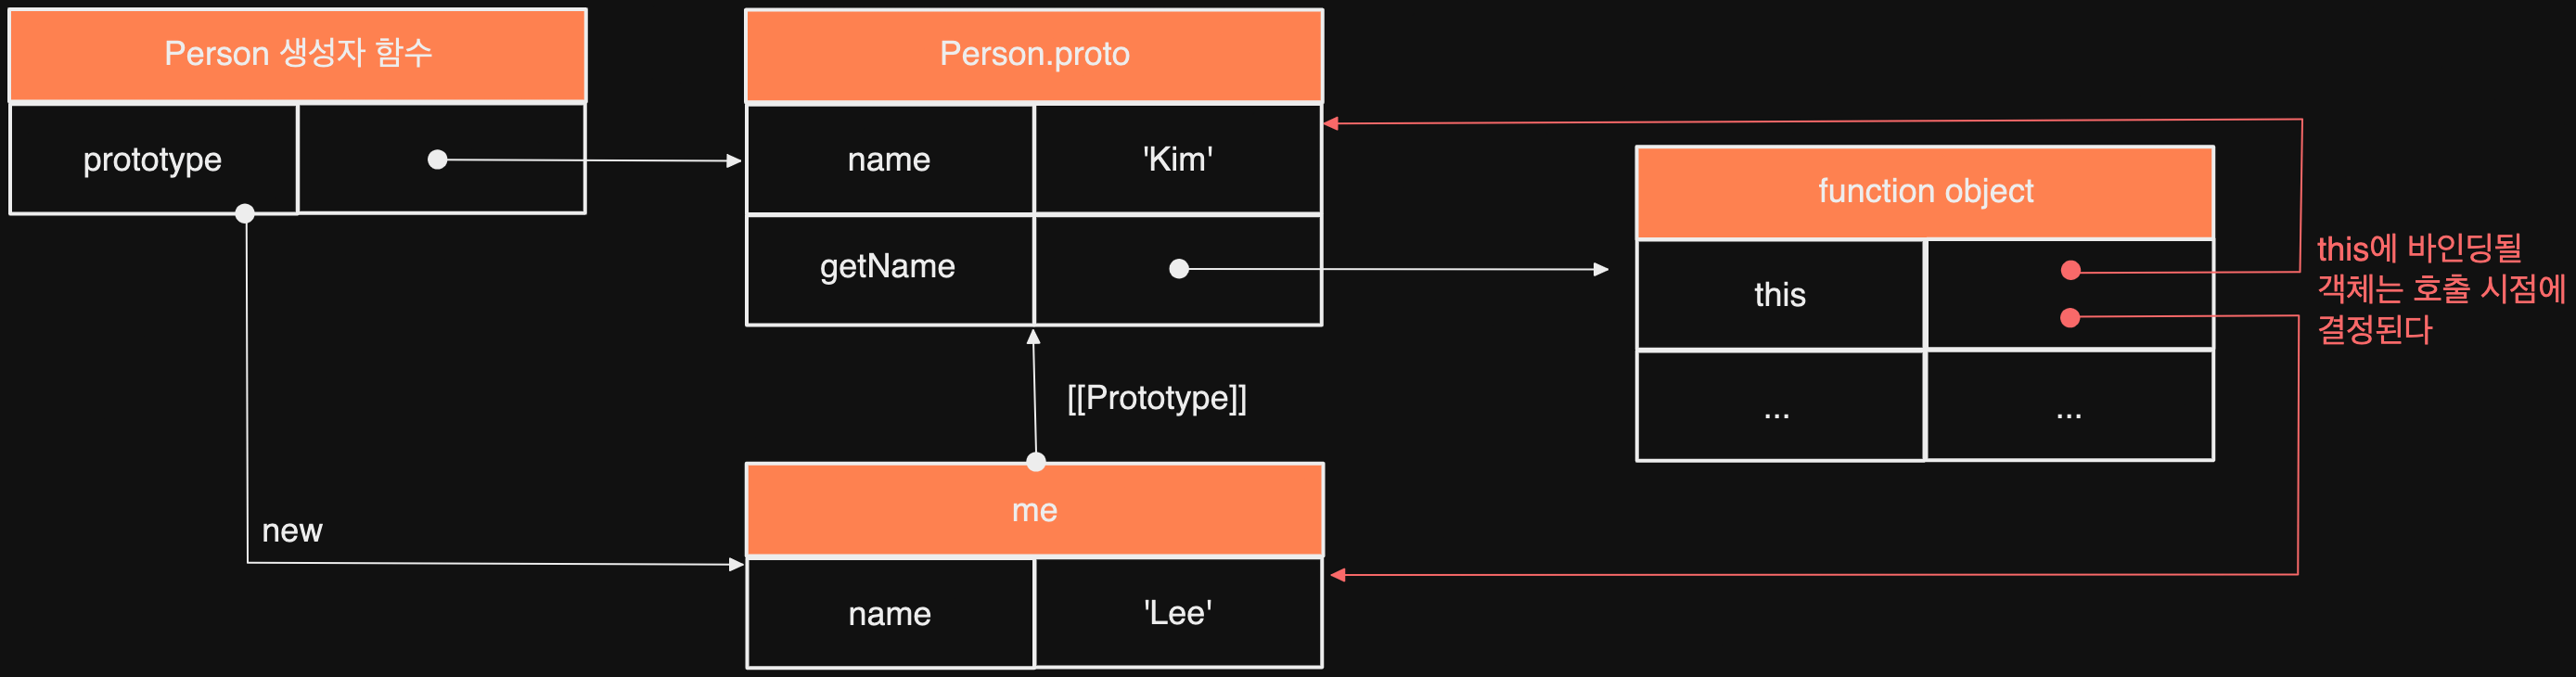 Person 생성자 함수
prototype
Person.proto
name
'Kim'
getName
function object
this
...
...
this에 바인딩될
객체는 호출 시점에
결정된다
[[Prototype]]
new
me
name
'Lee'